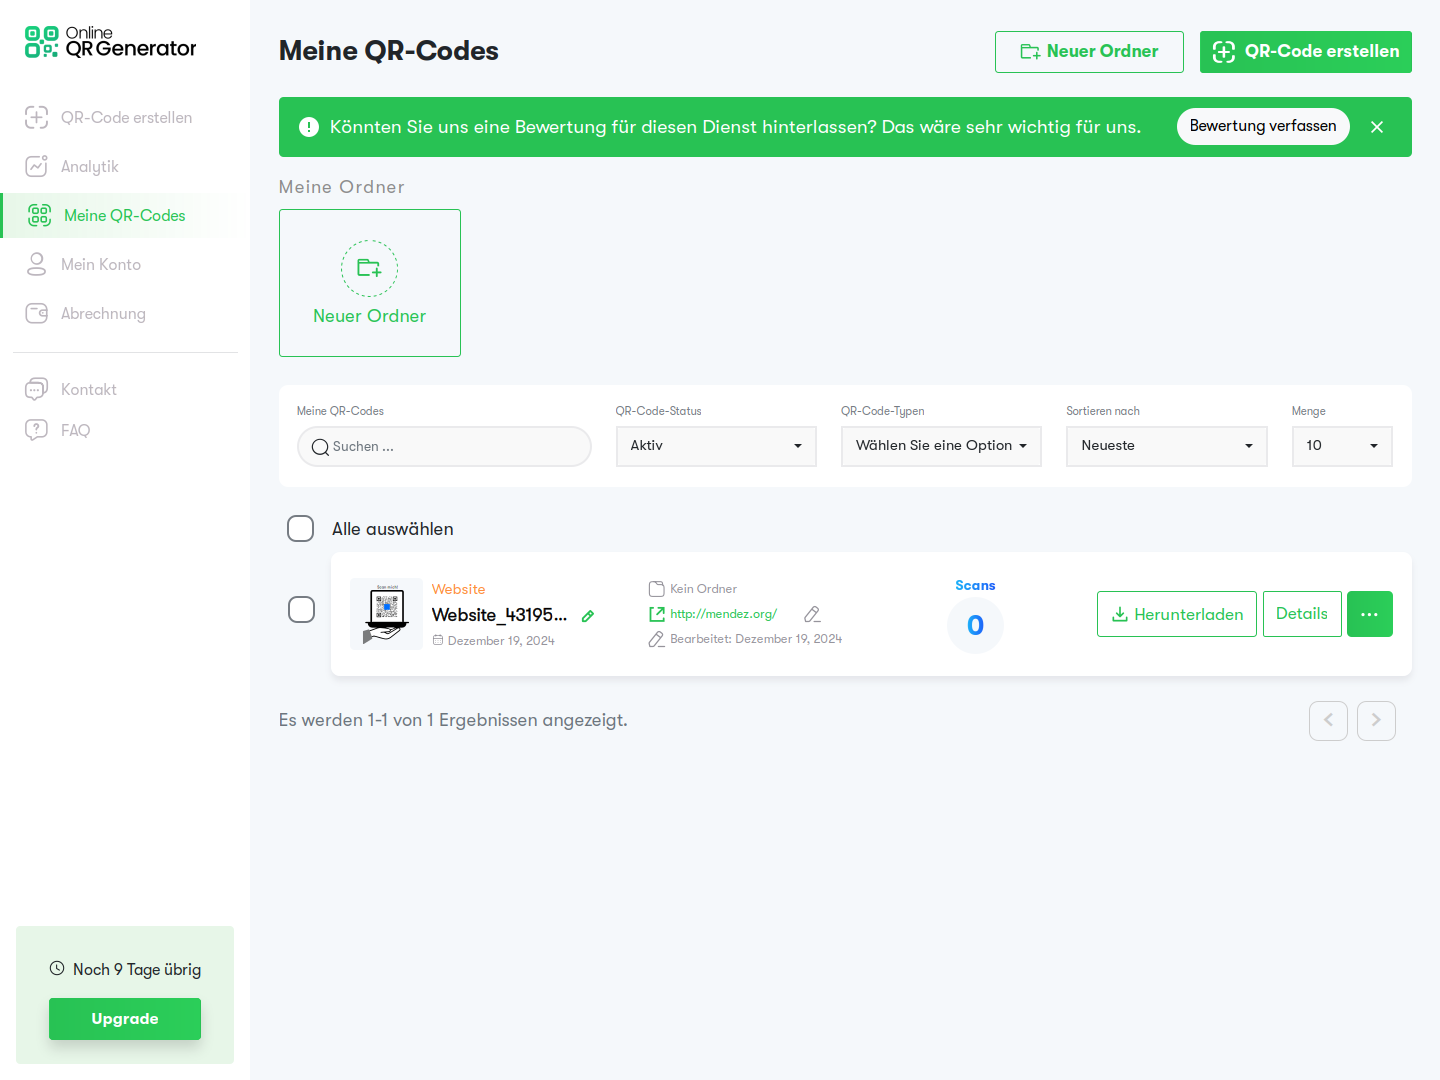 Online
QR Generator
QR-Code erstellen
Analytik
Meine QR-Codes
Mein Konto
Abrechnung
Kontakt
FAQ
Noch 9 Tage übrig
Upgrade
Meine QR-Codes
Neuer Ordner
QR-Code erstellen
Könnten Sie uns eine Bewertung für diesen Dienst hinterlassen? Das wäre sehr wichtig für uns.
Bewertung verfassen
Meine Ordner
Neuer Ordner
Meine QR-Codes
Suchen ...
QR-Code-Status
Aktiv
QR-Code-Typen
Wählen Sie eine Option
Sortieren nach
Neueste
Menge
10
Alle auswählen
Scan mich!
Website
Website_43195...
Dezember 19, 2024
Kein Ordner
http://mendez.org/
Bearbeitet: Dezember 19, 2024
Scans
0
Herunterladen
Details
Es werden 1-1 von 1 Ergebnissen angezeigt.